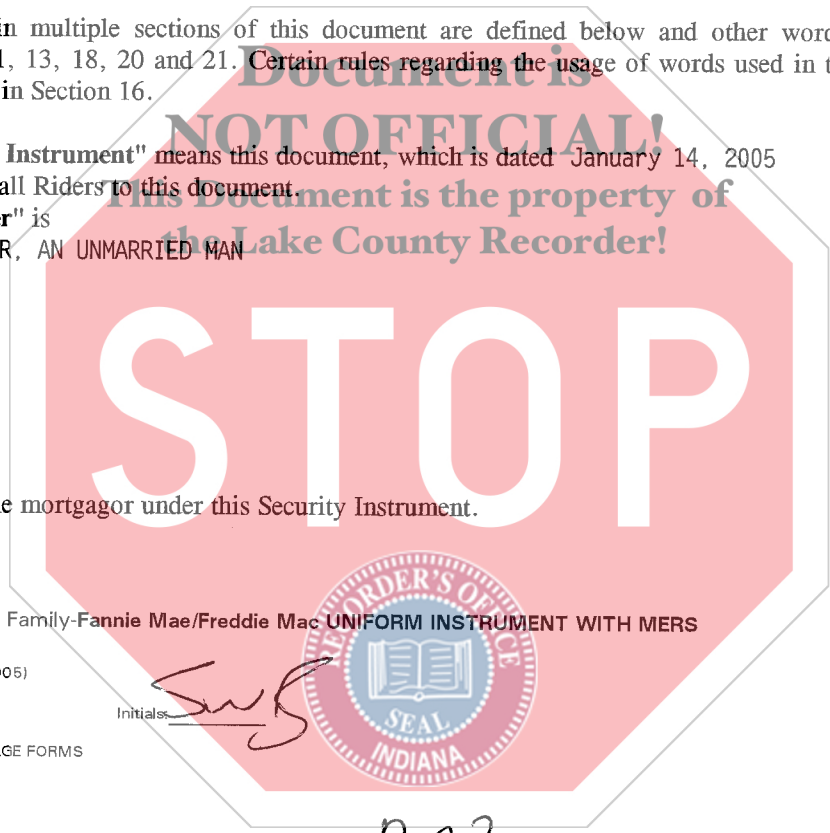 in multiple sections of this document are defined below and other word
1, 13, 18, 20 and 21. Certain rules regarding the usage of words used in t
in Section 16.
Document is
NOT OFFICIAL!
This Document is the property of
the Lake County Recorder!
Instrument" means this document, which is dated January 14, 2005
all Riders to this document.
er" is
R, AN UNMARRIED MAN
STOP
e mortgagor under this Security Instrument.
Family-Fannie Mae/Freddie Mac UNIFORM INSTRUMENT WITH MERS
005)
Initials:
GE FORMS
RECORDER'S OFFICE
SEAL
INDIANA